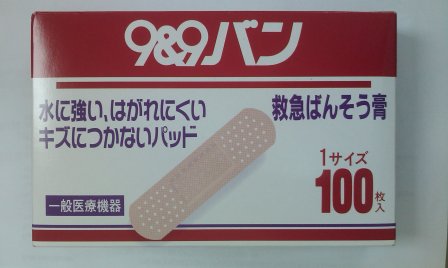 9&9バン
水に強い、はがれにくい
キズにつかないパッド
救急ばんそう膏
1サイズ
100枚入
一般医療機器